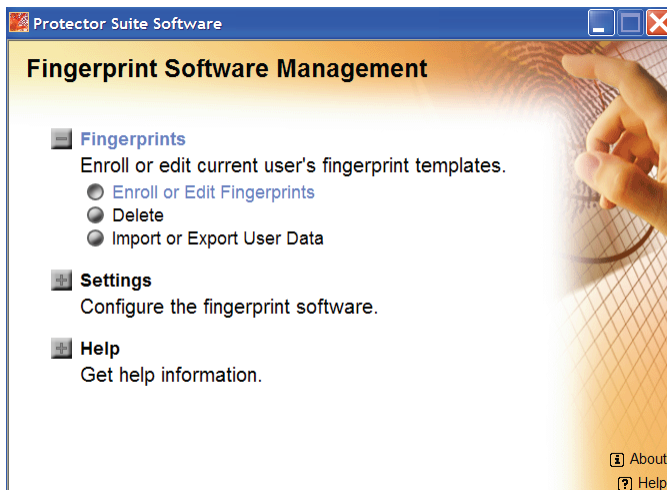 Protector Suite Software
Fingerprint Software Management
Fingerprints
Enroll or edit current user's fingerprint templates.
Enroll or Edit Fingerprints
Delete
Import or Export User Data
Settings
Configure the fingerprint software.
Help
Get help information.
About
Help